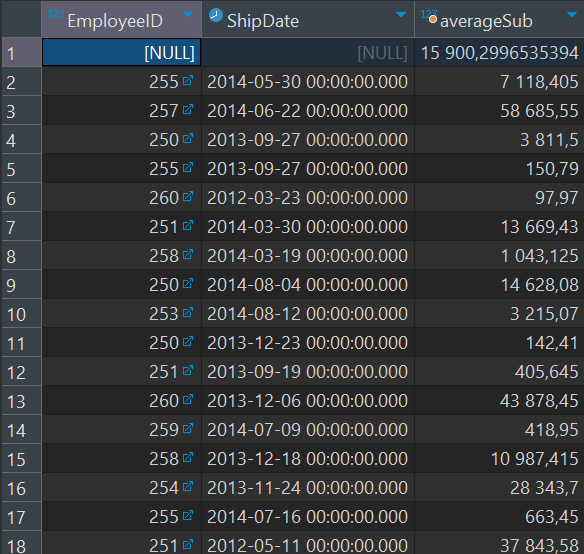 123 EmployeeID ShipDate 123 averageSub
1 [NULL] [NULL] 15 900,2996535394
2 255 2014-05-30 00:00:00.000 7 118,405
3 257 2014-06-22 00:00:00.000 58 685,55
4 250 2013-09-27 00:00:00.000 3 811,5
5 255 2013-09-27 00:00:00.000 150,79
6 260 2012-03-23 00:00:00.000 97,97
7 251 2014-03-30 00:00:00.000 13 669,43
8 258 2014-03-19 00:00:00.000 1 043,125
9 250 2014-08-04 00:00:00.000 14 628,08
10 253 2014-08-12 00:00:00.000 3 215,07
11 250 2013-12-23 00:00:00.000 142,41
12 251 2013-09-19 00:00:00.000 405,645
13 260 2013-12-06 00:00:00.000 43 878,45
14 259 2014-07-09 00:00:00.000 418,95
15 258 2013-12-18 00:00:00.000 10 987,415
16 254 2013-11-24 00:00:00.000 28 343,7
17 255 2014-07-16 00:00:00.000 663,45
18 251 2012-05-11 00:00:00.000 37 843,58